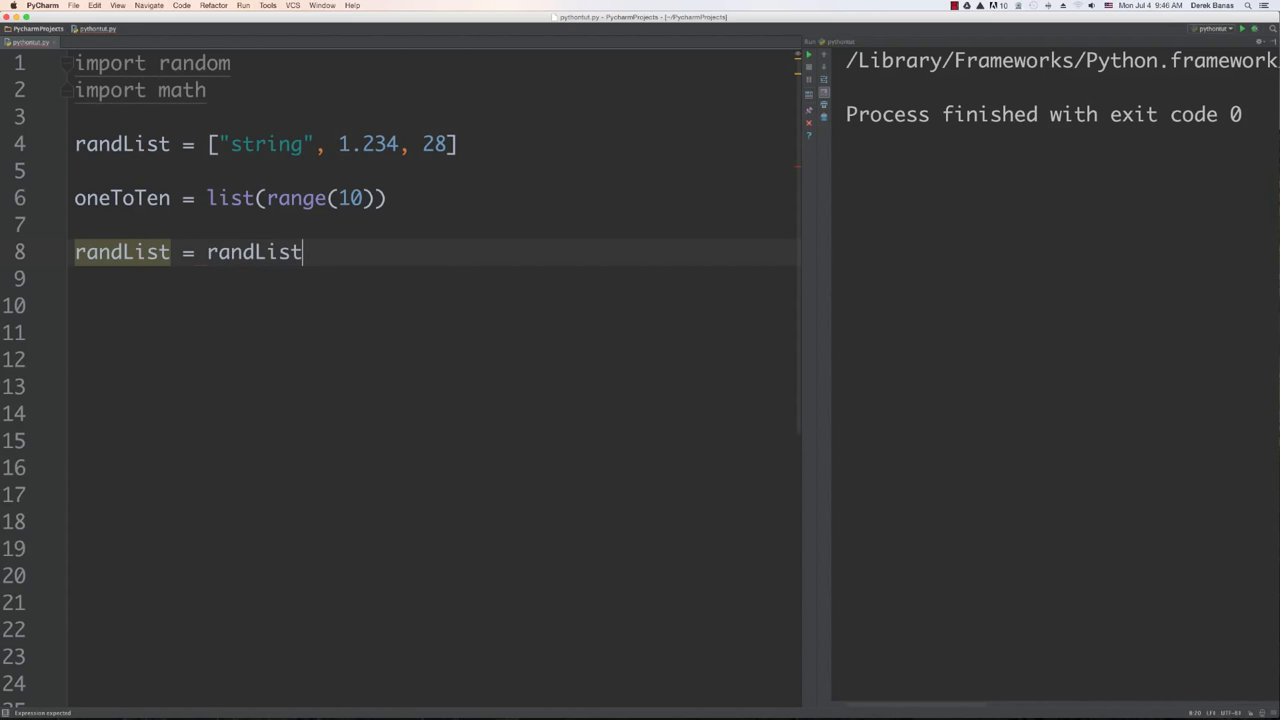 PyCharm File Edit View Navigate Code Refactor Run Tools VCS Window Help 10 Mon Jul 4 9:46 AM Derek Banas
pythontut.py - PycharmProjects - [~/PycharmProjects]
PycharmProjects pythontut.py pythontut
pythontut.py Run pythontut
1 import random
2 import math
3
4 randList = ["string", 1.234, 28]
5
6 oneToTen = list(range(10))
7
8 randList = randList
9
10
11
12
13
14
15
16
17
18
19
20
21
22
23
24
25
/Library/Frameworks/Python.framework
Process finished with exit code 0
Expression expected 8:20 LF‡ UTF-8‡